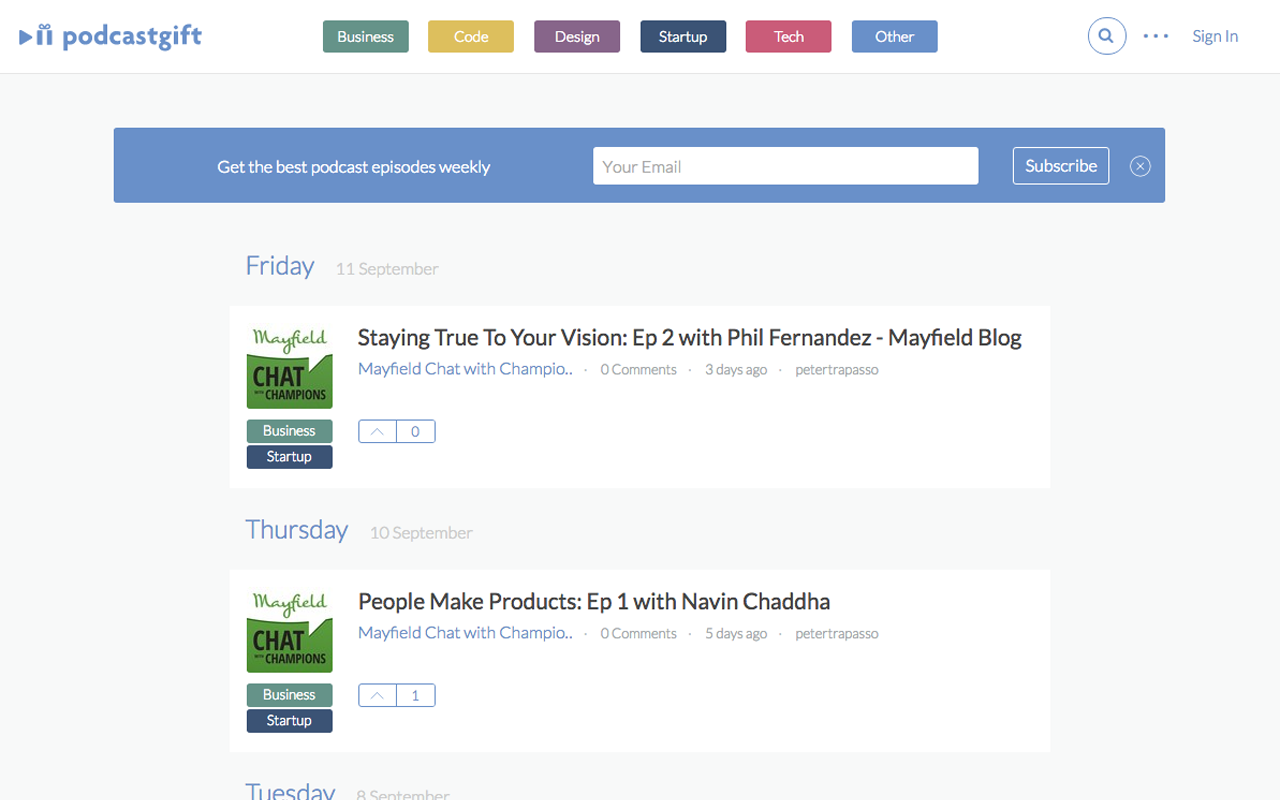 podcastgift
Business Code Design Startup Tech Other
Sign In
Get the best podcast episodes weekly
Your Email
Subscribe
Friday 11 September
Mayfield
CHAT
WITH CHAMPIONS
Staying True To Your Vision: Ep 2 with Phil Fernandez - Mayfield Blog
Mayfield Chat with Champio.. · 0 Comments · 3 days ago · petertrapasso
Business
Startup
0
Thursday 10 September
Mayfield
CHAT
WITH CHAMPIONS
People Make Products: Ep 1 with Navin Chaddha
Mayfield Chat with Champio.. · 0 Comments · 5 days ago · petertrapasso
Business
Startup
1
Tuesday 8 September